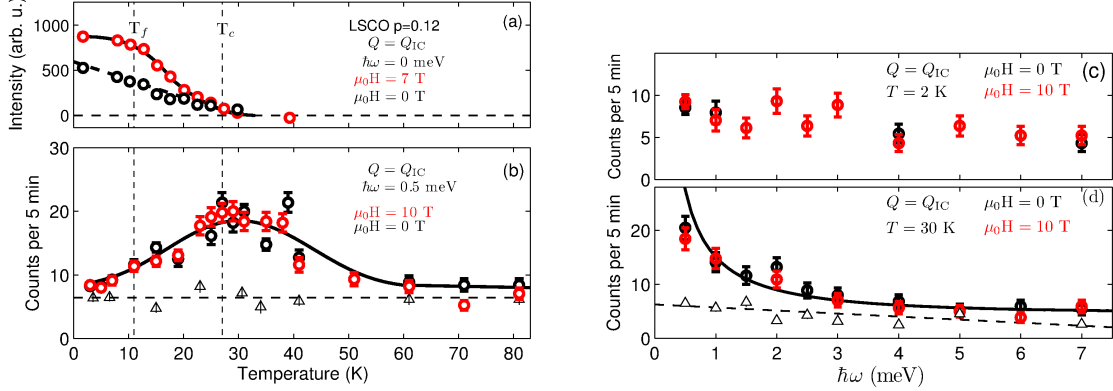 (a)
T_f
T_c
LSCO p=0.12
Q = Q_IC
ħω = 0 meV
μ₀H = 7 T
μ₀H = 0 T
Intensity (arb. u.)
1000
500
0
(b)
Q = Q_IC
ħω = 0.5 meV
μ₀H = 10 T
μ₀H = 0 T
Counts per 5 min
30
20
10
0
0 10 20 30 40 50 60 70 80
Temperature (K)
(c)
Q = Q_IC μ₀H = 0 T
T = 2 K μ₀H = 10 T
Counts per 5 min
10
5
0
(d)
Q = Q_IC μ₀H = 0 T
T = 30 K μ₀H = 10 T
Counts per 5 min
20
10
0
0 1 2 3 4 5 6 7
ħω (meV)